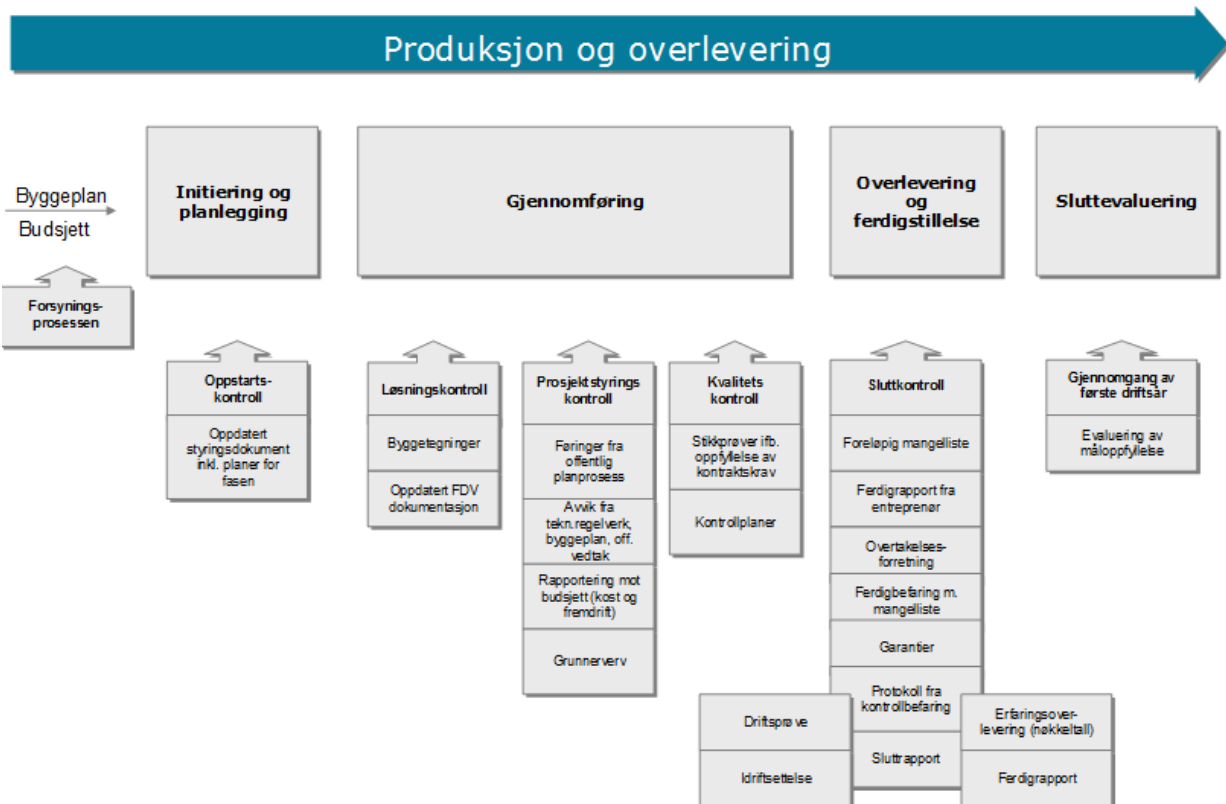 Produksjon og overlevering
Byggeplan
Budsjett
Forsynings-
prosessen
Initiering og
planlegging
Gjennomføring
Overlevering
og
ferdigstillelse
Sluttevaluering
Oppstarts-
kontroll
Oppdatert
styringsdokument
inkl. planer for
fasen
Løsningskontroll
Byggetegninger
Oppdatert FDV
dokumentasjon
Prosjektstyrings
kontroll
Føringer fra
offentlig
planprosess
Avvik fra
tekn.regelverk,
byggeplan, off.
vedtak
Rapportering mot
budsjett (kost og
fremdrift)
Grunnerverv
Kvalitets
kontroll
Stikkprøver ifb.
oppfyllelse av
kontraktskrav
Kontrollplaner
Sluttkontroll
Foreløpig mangelliste
Ferdigrapport fra
entreprenør
Overtakelses-
forretning
Ferdigbefaring m.
mangelliste
Garantier
Protokoll fra
kontrollbefaring
Sluttrapport
Driftsprøve
Idriftsettelse
Erfaringsover-
levering (nøkkeltall)
Ferdigrapport
Gjennomgang av
første driftsår
Evaluering av
måloppfyllelse